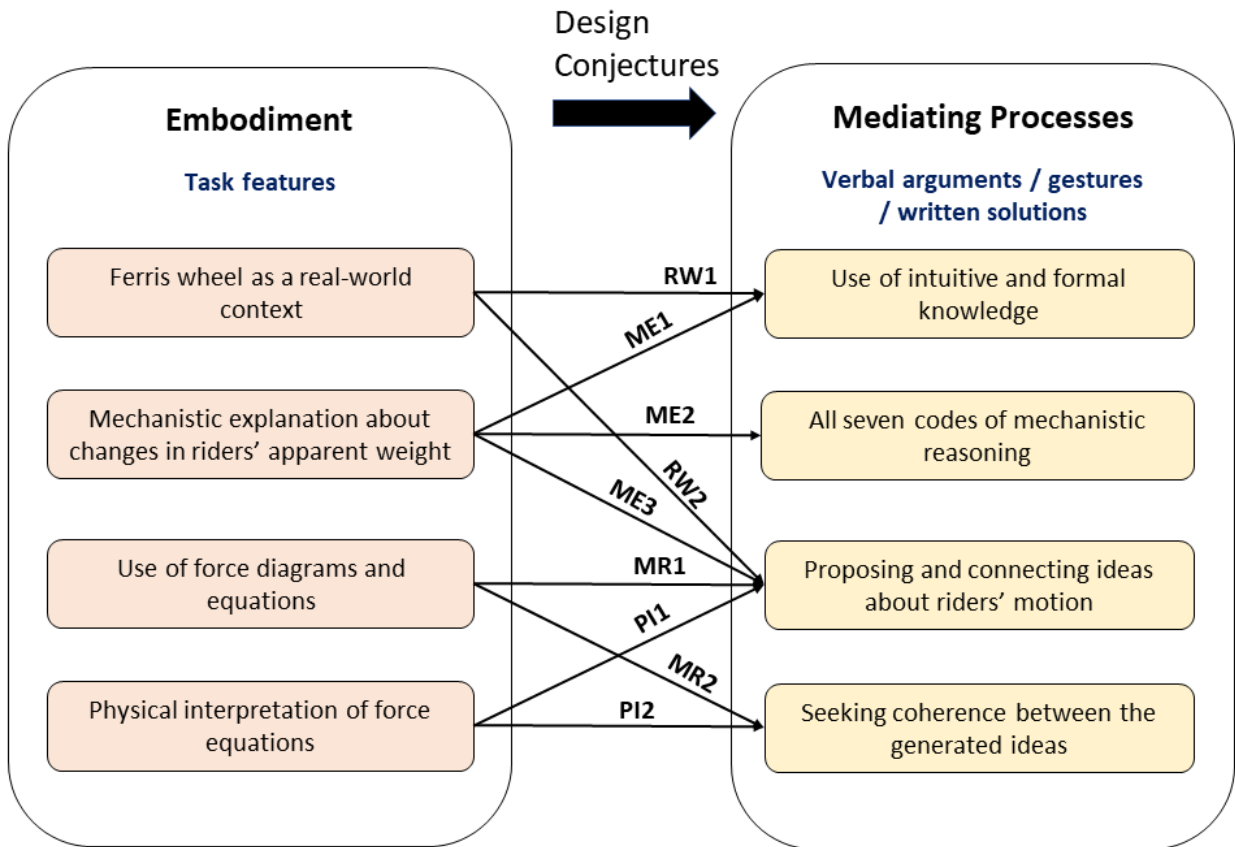 Design
Conjectures
Embodiment
Task features
Ferris wheel as a real-world
context
Mechanistic explanation about
changes in riders’ apparent weight
Use of force diagrams and
equations
Physical interpretation of force
equations
RW1
ME1
ME2
RW2
ME3
MR1
PI1
MR2
PI2
Mediating Processes
Verbal arguments / gestures
/ written solutions
Use of intuitive and formal
knowledge
All seven codes of mechanistic
reasoning
Proposing and connecting ideas
about riders’ motion
Seeking coherence between the
generated ideas